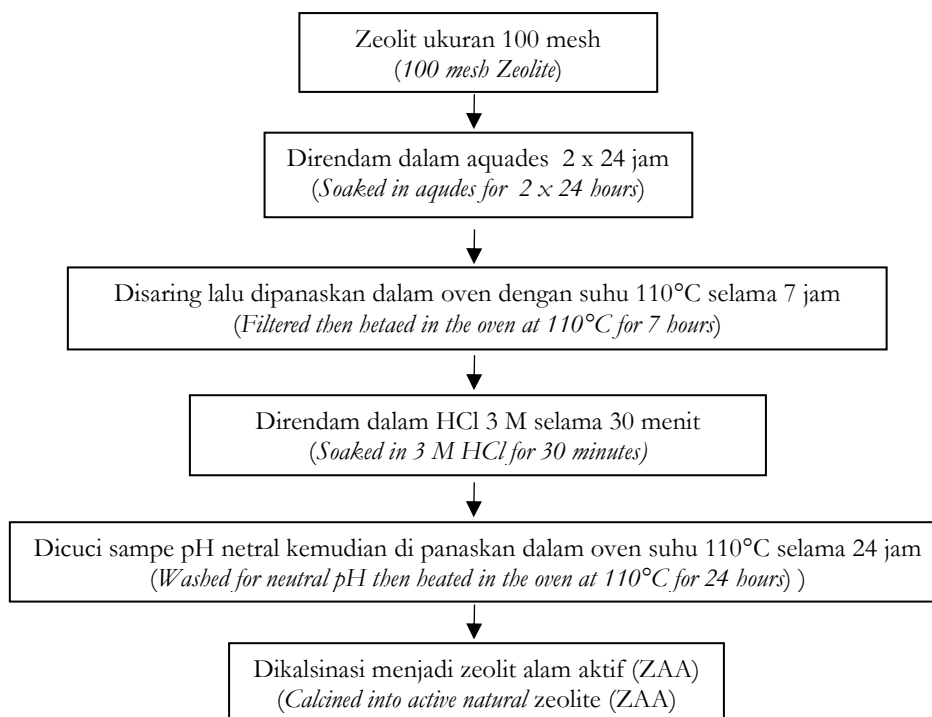 Zeolit ukuran 100 mesh
(100 mesh Zeolite)
Direndam dalam aquades 2 x 24 jam
(Soaked in aqudes for 2 x 24 hours)
Disaring lalu dipanaskan dalam oven dengan suhu 110°C selama 7 jam
(Filtered then hetaed in the oven at 110°C for 7 hours)
Direndam dalam HCl 3 M selama 30 menit
(Soaked in 3 M HCl for 30 minutes)
Dicuci sampe pH netral kemudian di panaskan dalam oven suhu 110°C selama 24 jam
(Washed for neutral pH then heated in the oven at 110°C for 24 hours) )
Dikalsinasi menjadi zeolit alam aktif (ZAA)
(Calcined into active natural zeolite (ZAA)